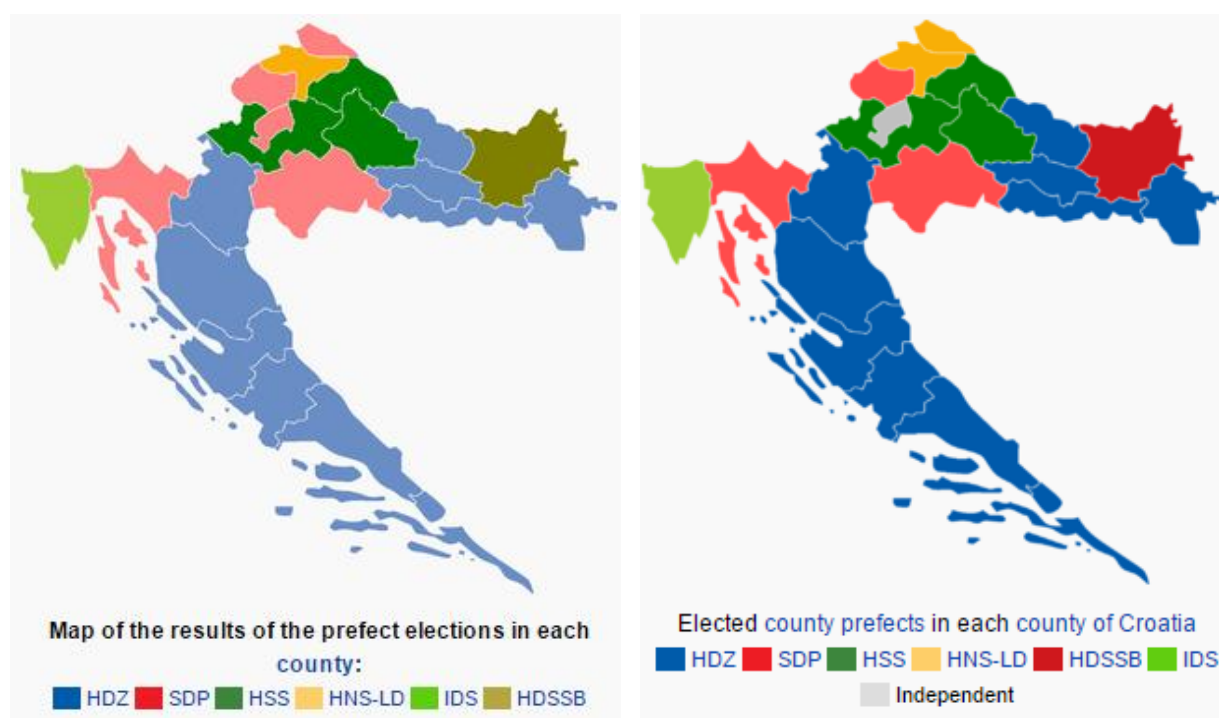 Map of the results of the prefect elections in each
county:
HDZ SDP HSS HNS-LD IDS HDSSB
Elected county prefects in each county of Croatia
HDZ SDP HSS HNS-LD HDSSB IDS
Independent